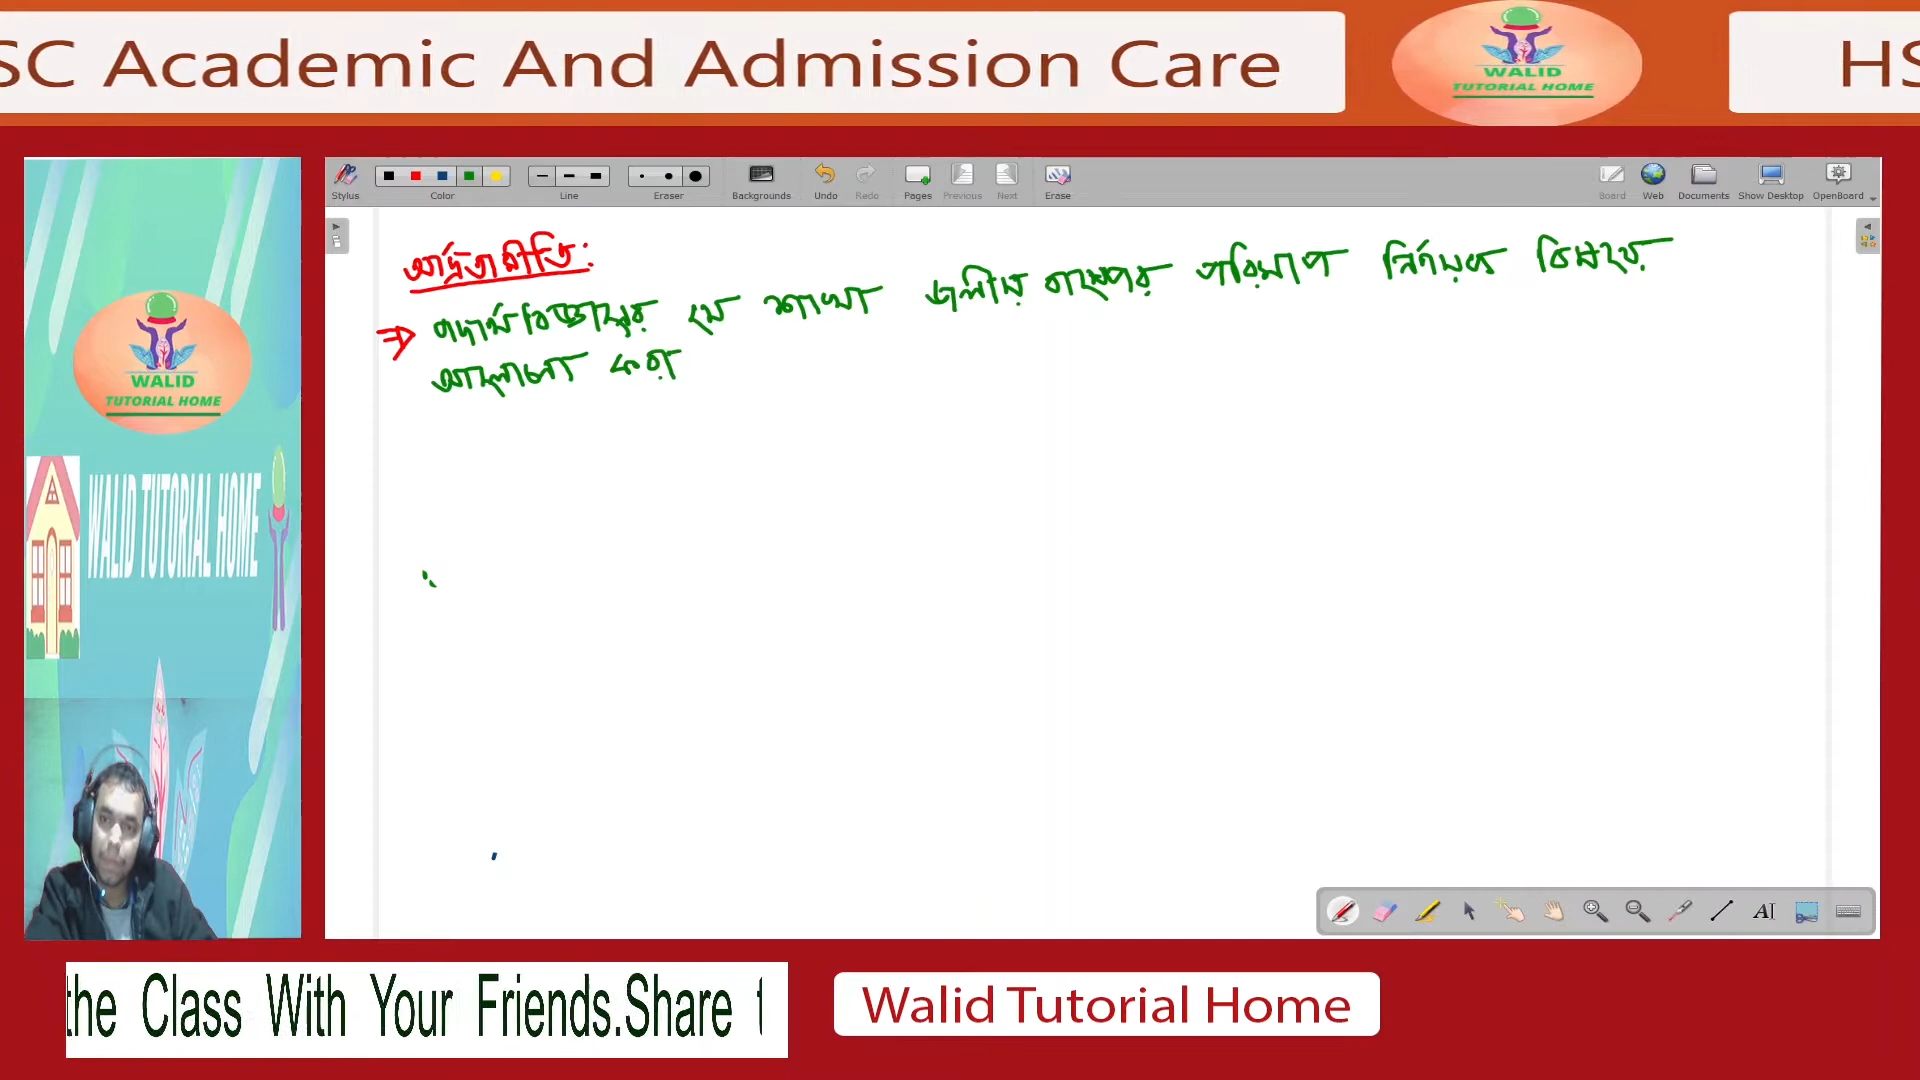 SC Academic And Admission Care
WALID
TUTORIAL HOME
HS
Stylus
Color
Line
Eraser
Backgrounds
Undo
Redo
Pages
Previous
Next
Erase
Board
Web
Documents
Show Desktop
OpenBoard
আর্দ্রতামিতি:
পদার্থবিজ্ঞানের যে শাখা জলীয় বাষ্পের পরিমাপ নির্ণয়ের বিষয়ে
আলোচনা করা
WALID
TUTORIAL HOME
WALID TUTORIAL HOME
the Class With Your Friends.Share t
Walid Tutorial Home